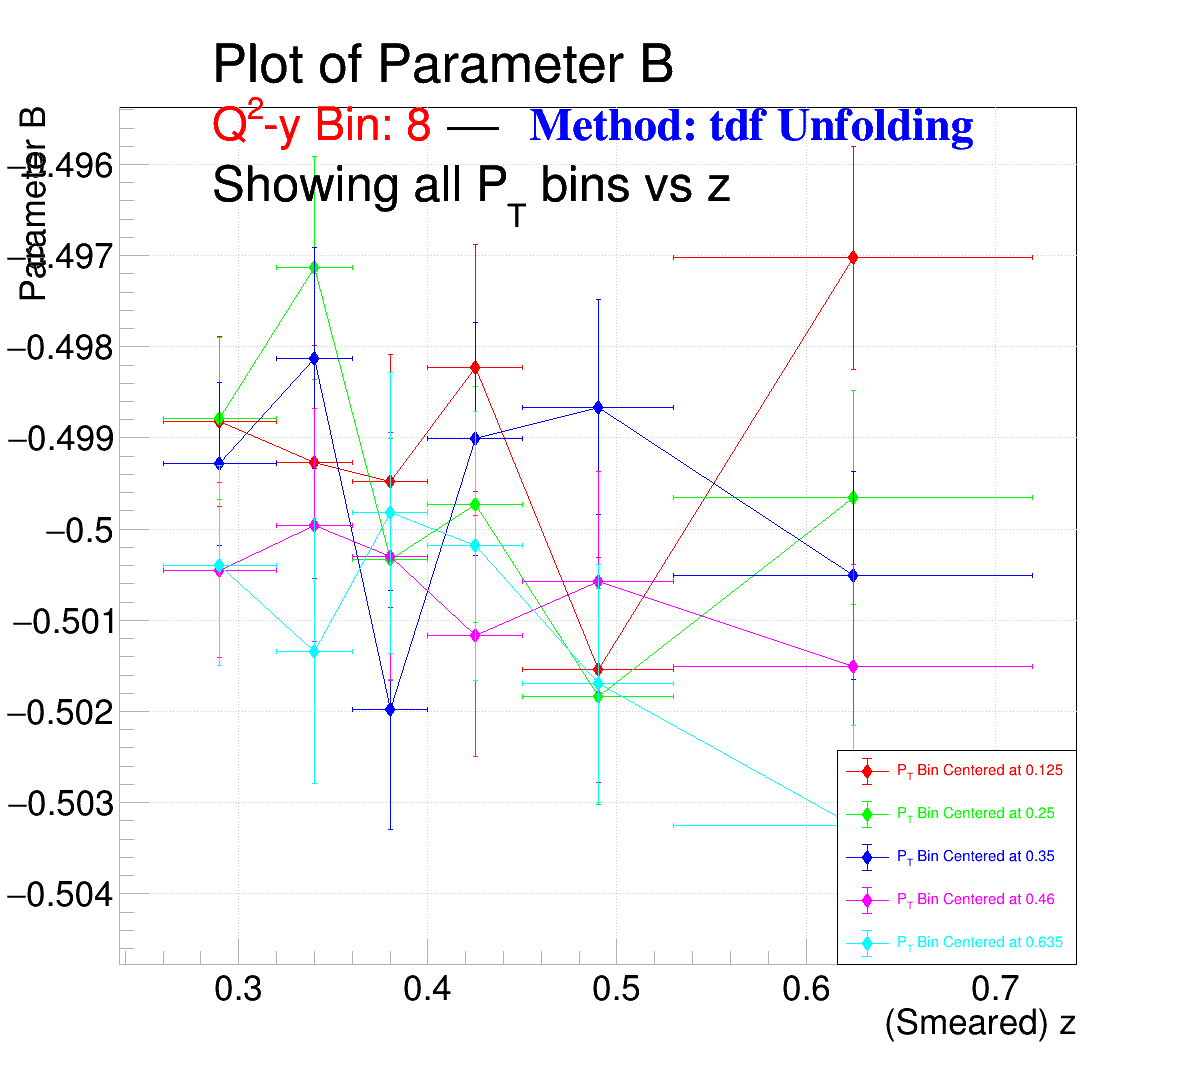 Plot of Parameter B
Q2-y Bin: 8 — Method: tdf Unfolding
Showing all PT bins vs z
Parameter B
−0.496
−0.497
−0.498
−0.499
−0.5
−0.501
−0.502
−0.503
−0.504
PT Bin Centered at 0.125
PT Bin Centered at 0.25
PT Bin Centered at 0.35
PT Bin Centered at 0.46
PT Bin Centered at 0.635
0.3 0.4 0.5 0.6 0.7
(Smeared) z